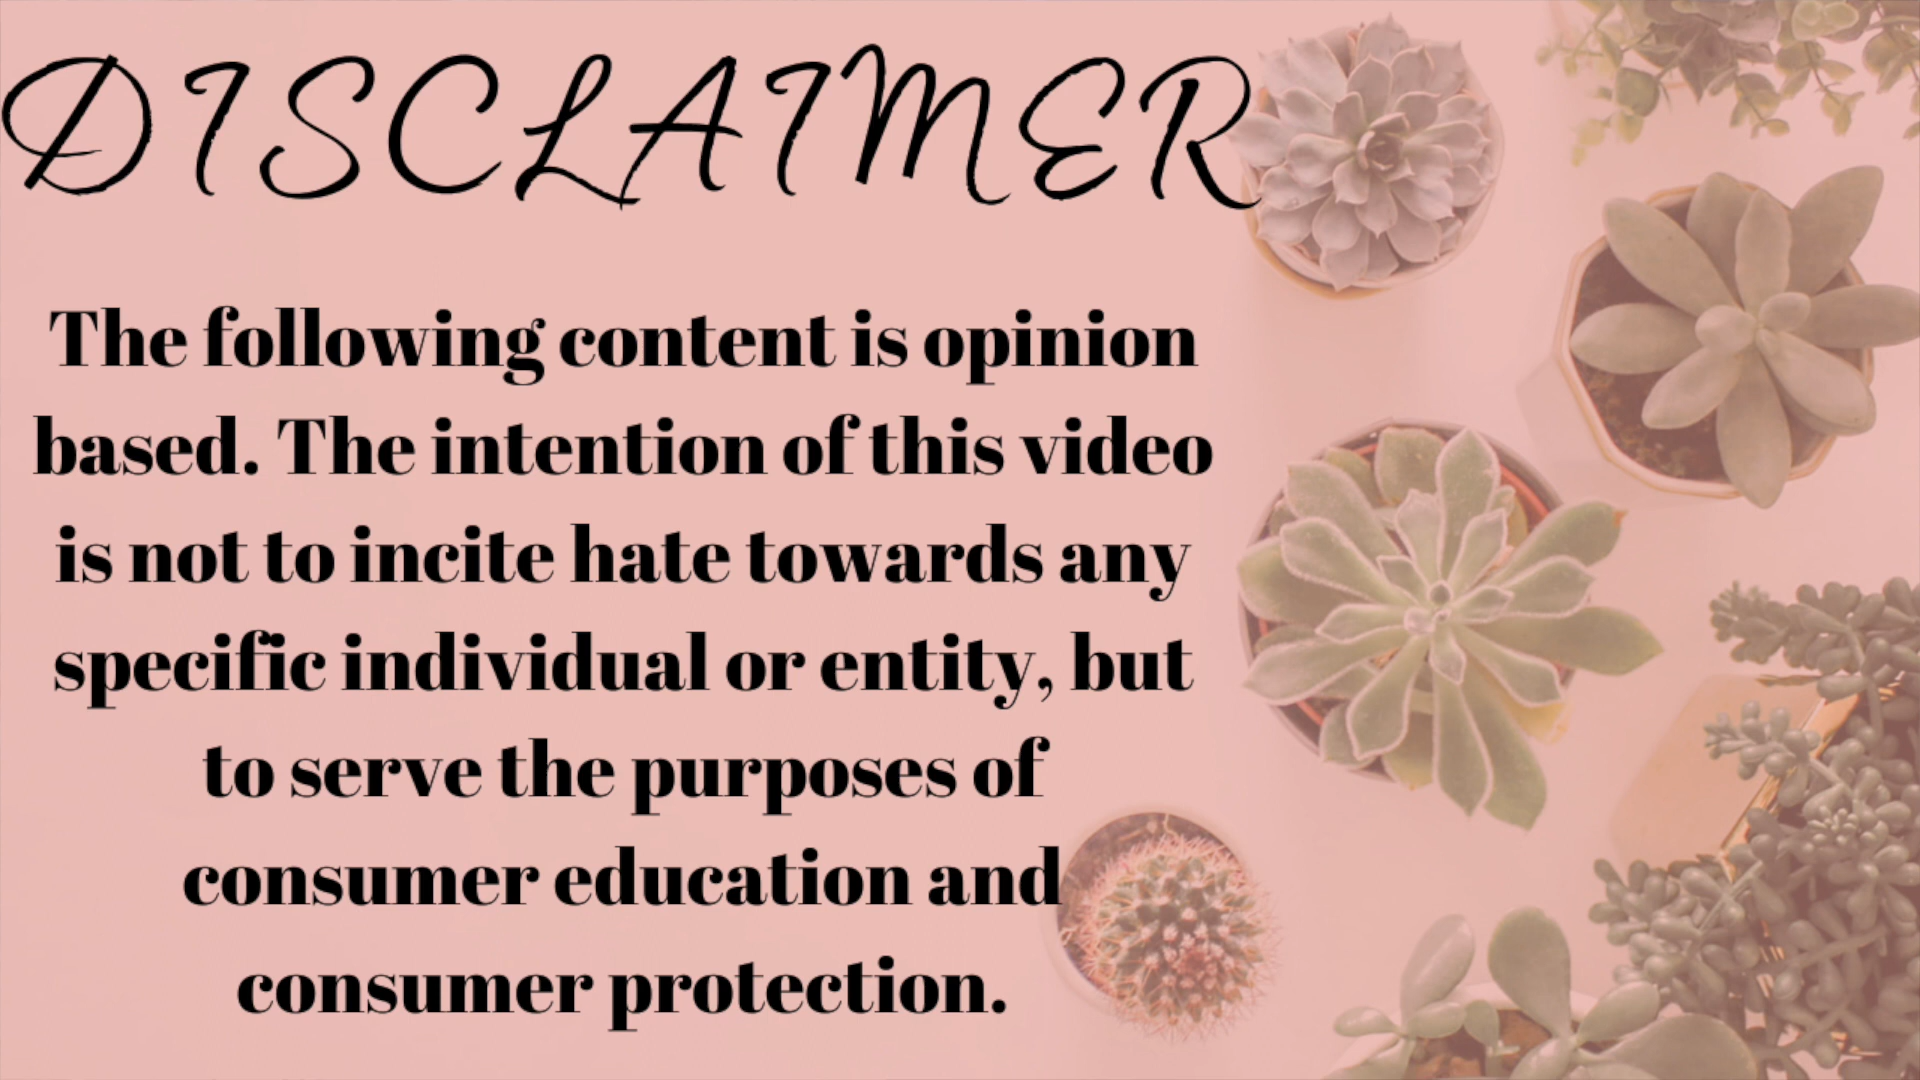 DISCLAIMER
The following content is opinion
based. The intention of this video
is not to incite hate towards any
specific individual or entity, but
to serve the purposes of
consumer education and
consumer protection.